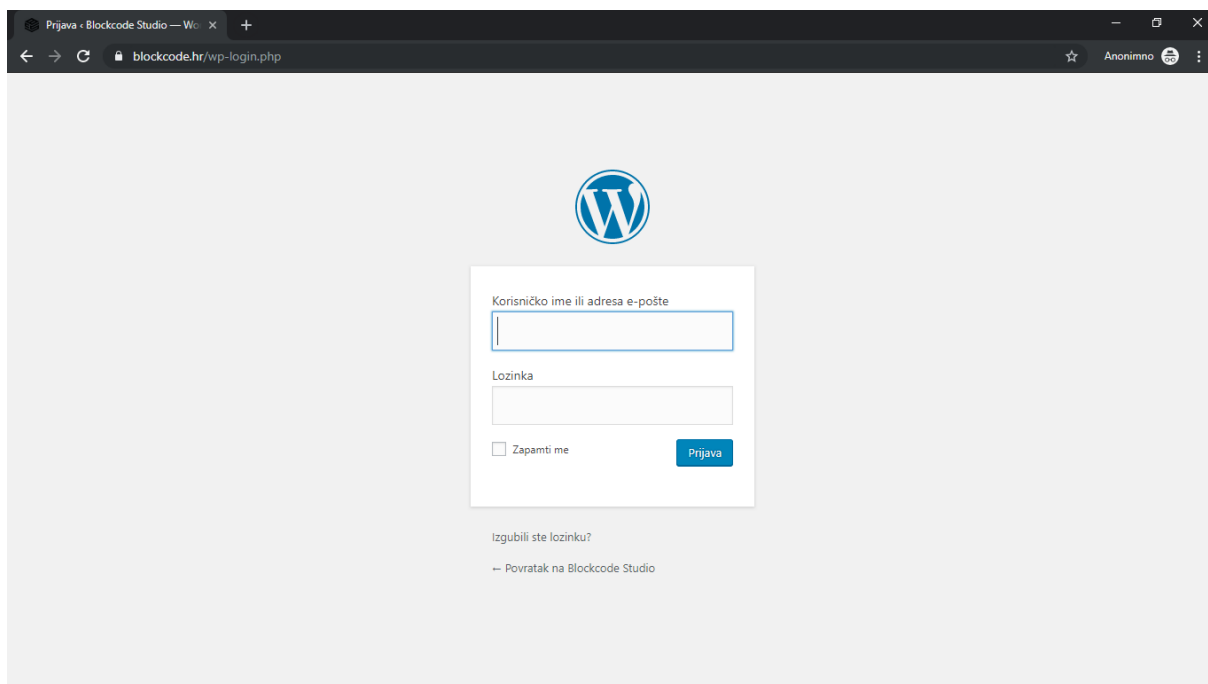 Prijava ‹ Blockcode Studio — Wo
blockcode.hr/wp-login.php
Anonimno
Korisničko ime ili adresa e-pošte
Lozinka
Zapamti me
Prijava
Izgubili ste lozinku?
← Povratak na Blockcode Studio